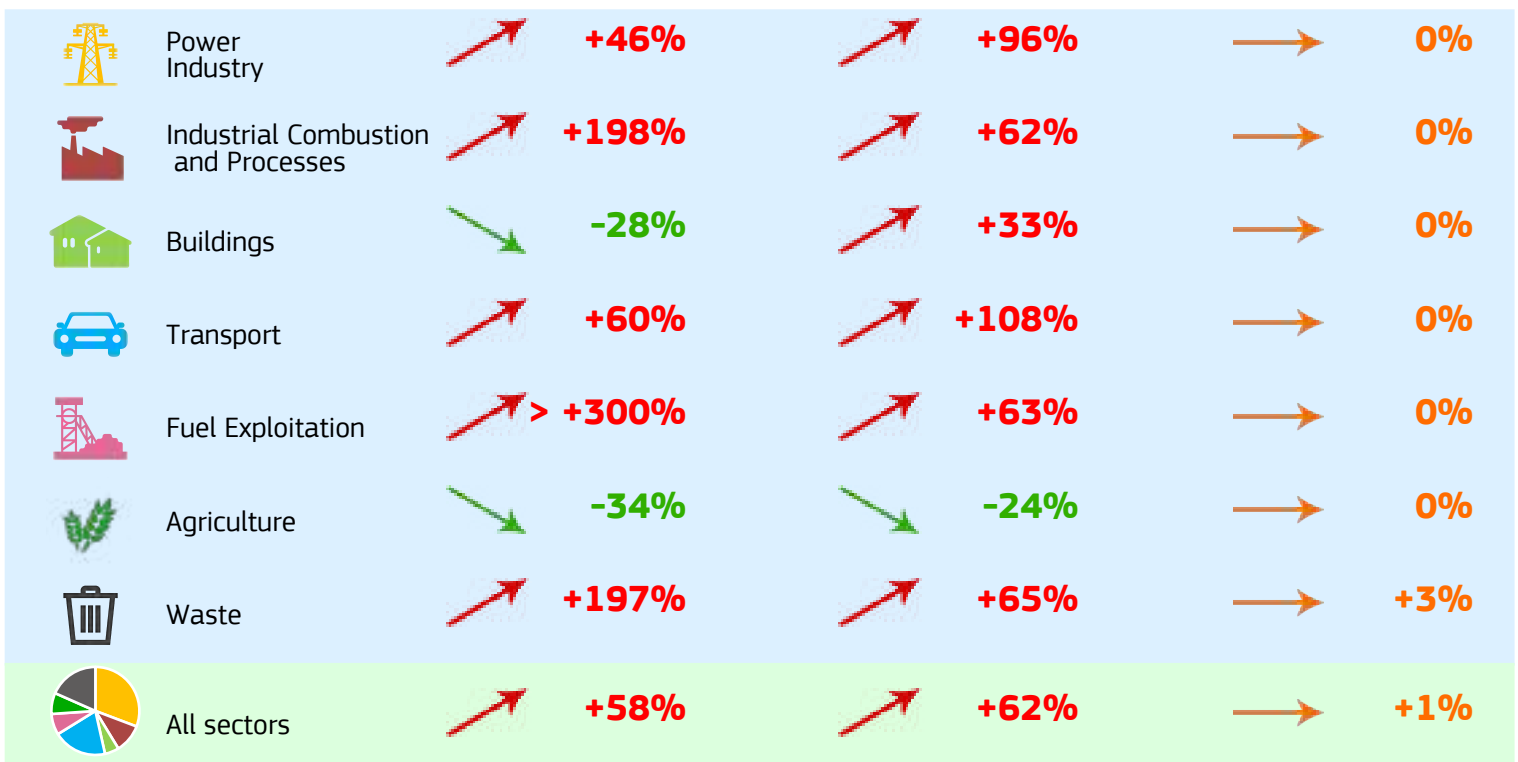 Power
Industry
+46%
+96%
0%
Industrial Combustion
and Processes
+198%
+62%
0%
Buildings
-28%
+33%
0%
Transport
+60%
+108%
0%
Fuel Exploitation
> +300%
+63%
0%
Agriculture
-34%
-24%
0%
Waste
+197%
+65%
+3%
All sectors
+58%
+62%
+1%